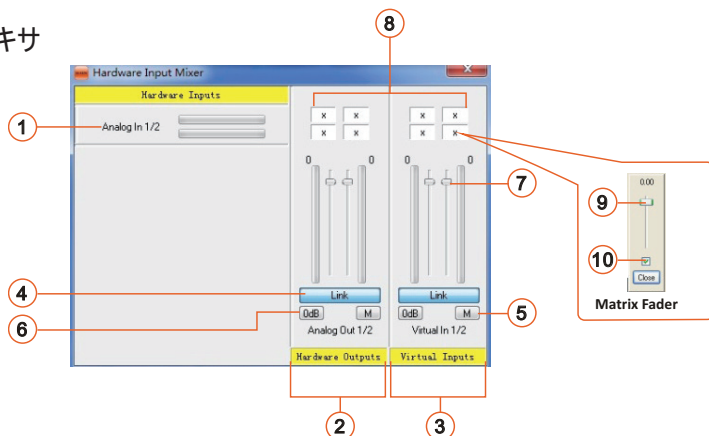 キサ
8
Hardware Input Mixer
Hardware Inputs
1
Analog In 1/2
x x x x
x x x x
0 0 0 0
7
0.00
9
10
Close
Matrix Fader
4
Link Link
6
0dB M 0dB M
5
Analog Out 1/2 Virtual In 1/2
Hardware Outputs Virtual Inputs
2 3